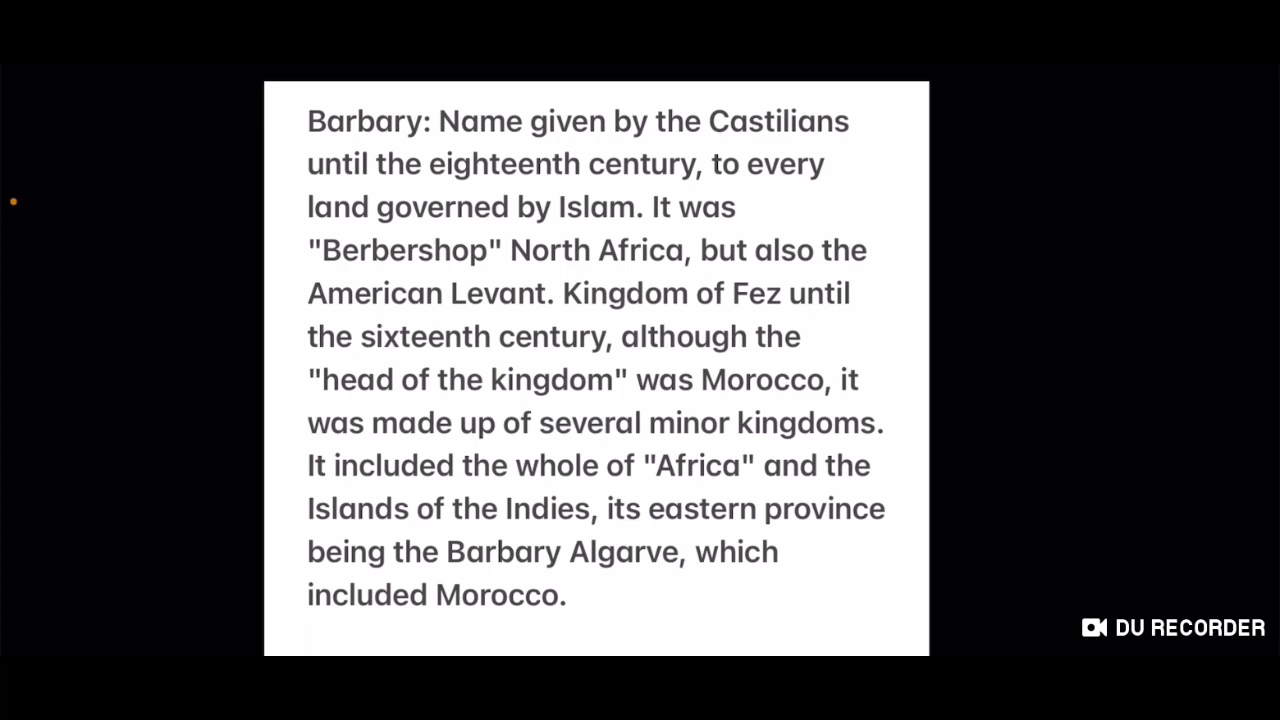 Barbary: Name given by the Castilians
until the eighteenth century, to every
land governed by Islam. It was
"Berbershop" North Africa, but also the
American Levant. Kingdom of Fez until
the sixteenth century, although the
"head of the kingdom" was Morocco, it
was made up of several minor kingdoms.
It included the whole of "Africa" and the
Islands of the Indies, its eastern province
being the Barbary Algarve, which
included Morocco.
DU RECORDER